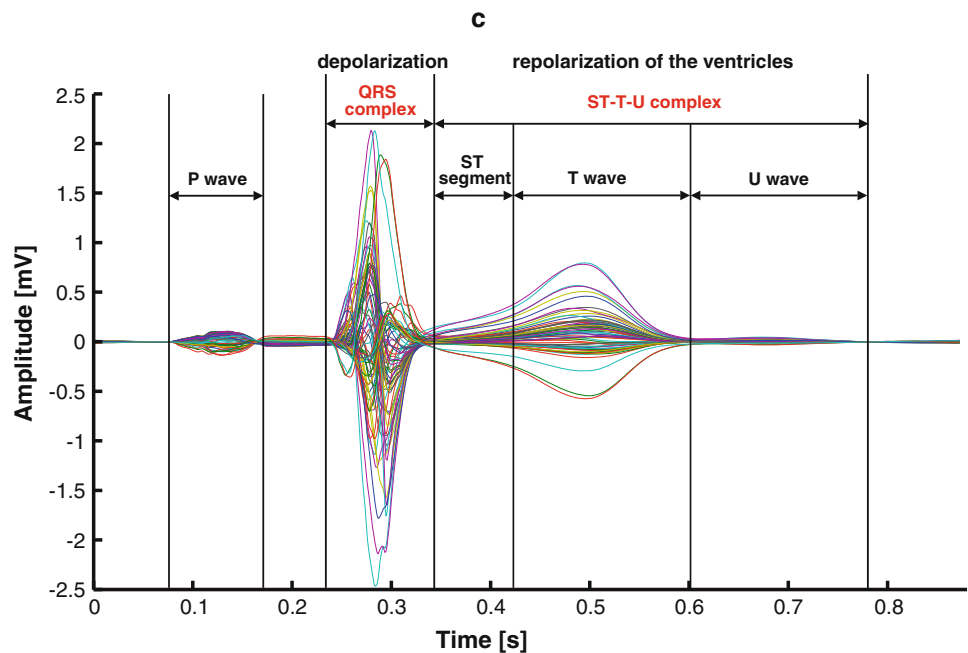 c
depolarization
repolarization of the ventricles
QRS
complex
ST-T-U complex
P wave
ST
segment
T wave
U wave
2.5
2
1.5
1
0.5
0
-0.5
-1
-1.5
-2
-2.5
Amplitude [mV]
0 0.1 0.2 0.3 0.4 0.5 0.6 0.7 0.8
Time [s]